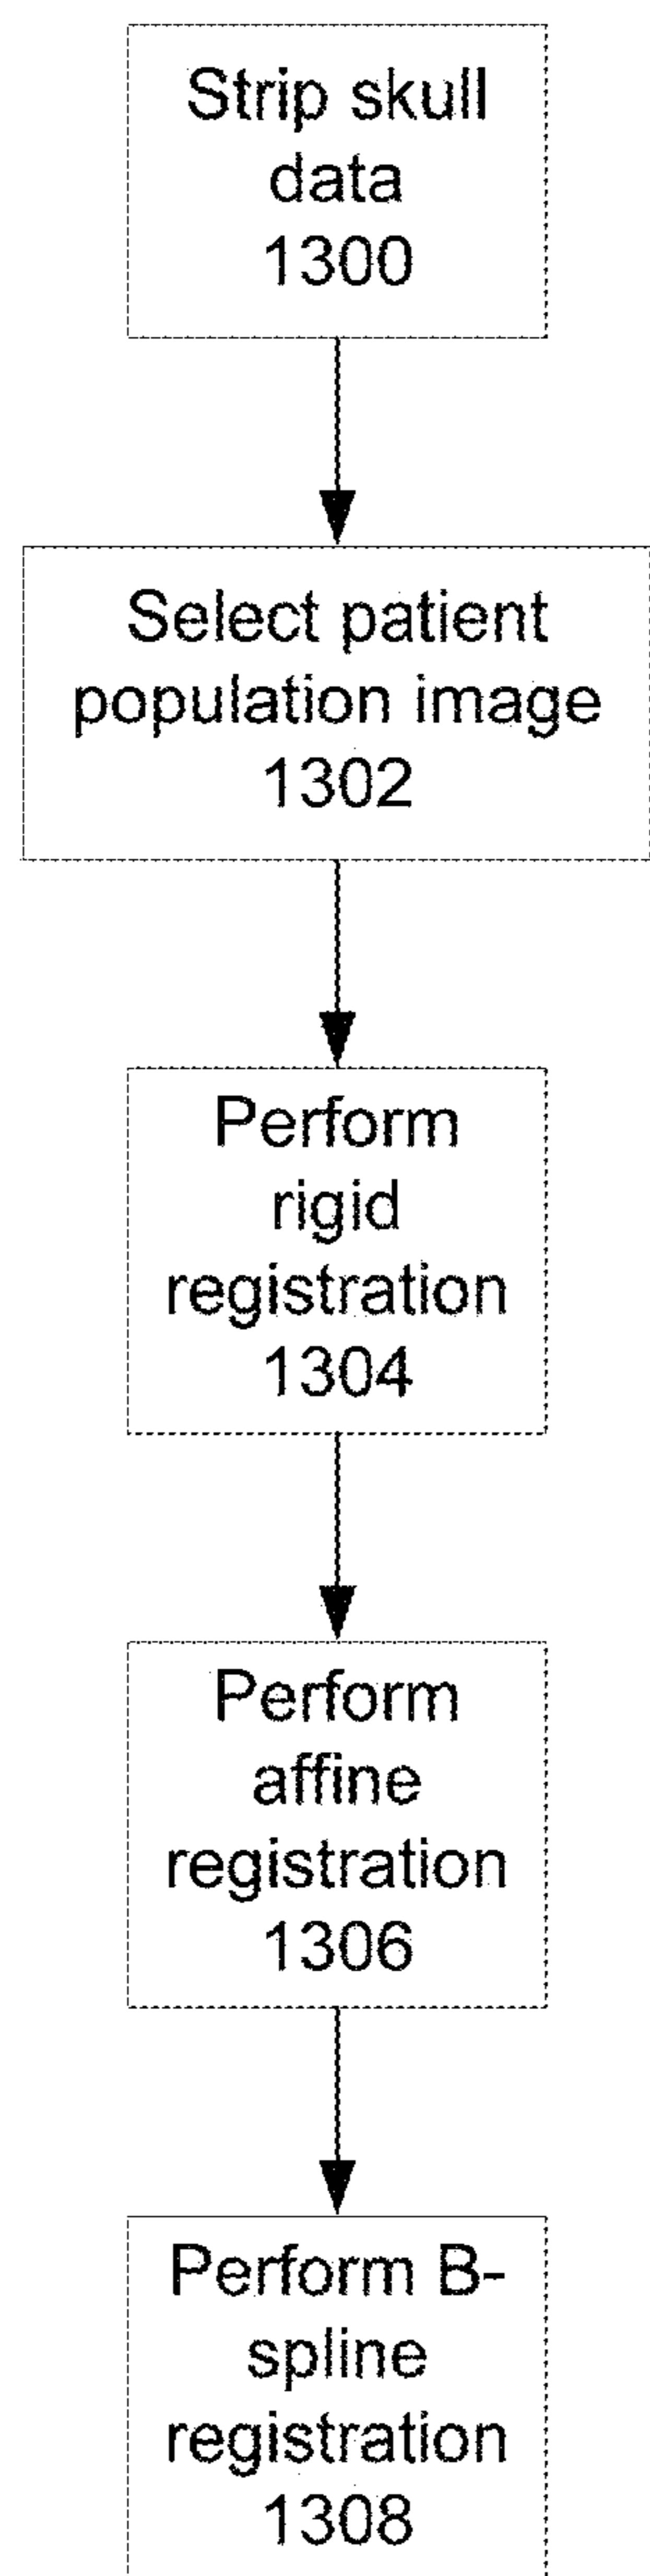 Strip skull
data
1300
Select patient
population image
1302
Perform
rigid
registration
1304
Perform
affine
registration
1306
Perform B-
spline
registration
1308